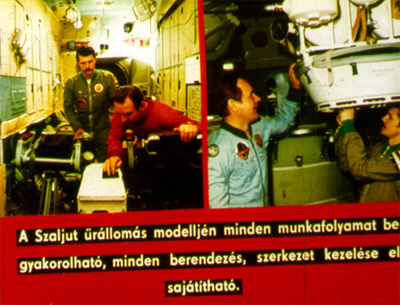 A Szaljut űrállomás modelljén minden munkafolyamat be
gyakorolható, minden berendezés, szerkezet kezelése el
sajátítható.